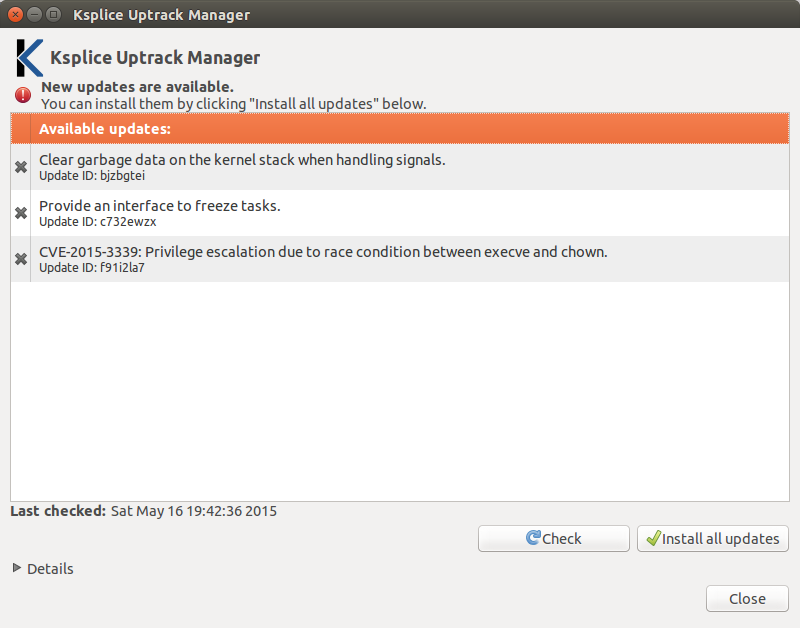 Ksplice Uptrack Manager
Ksplice Uptrack Manager
New updates are available.
You can install them by clicking "Install all updates" below.
Available updates:
Clear garbage data on the kernel stack when handling signals.
Update ID: bjzbgtei
Provide an interface to freeze tasks.
Update ID: c732ewzx
CVE-2015-3339: Privilege escalation due to race condition between execve and chown.
Update ID: f91i2la7
Last checked: Sat May 16 19:42:36 2015
Check
Install all updates
Details
Close